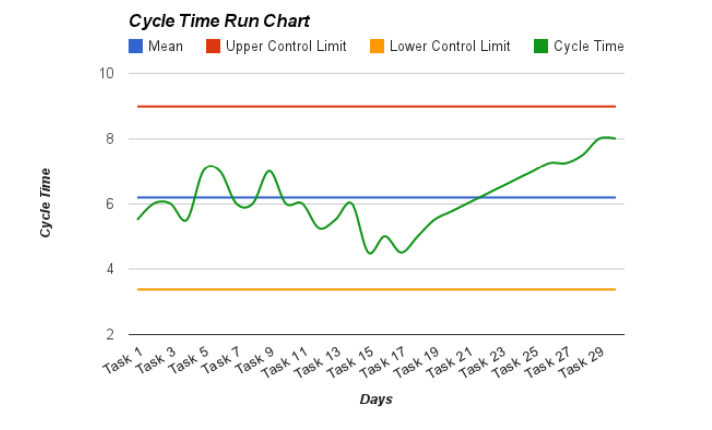 Cycle Time Run Chart
Mean Upper Control Limit Lower Control Limit Cycle Time
10
8
6
4
2
Cycle Time
Task 1 Task 3 Task 5 Task 7 Task 9 Task 11 Task 13 Task 15 Task 17 Task 19 Task 21 Task 23 Task 25 Task 27 Task 29
Days